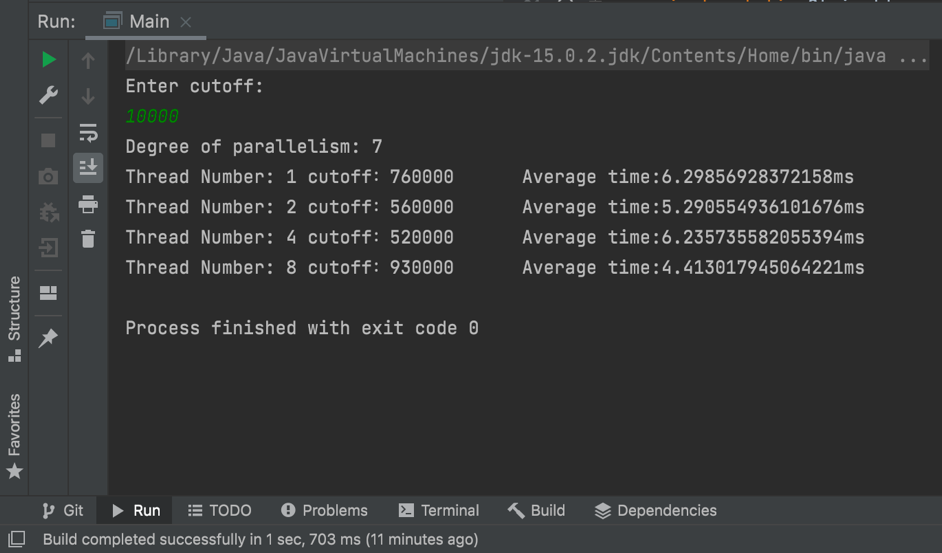 Run: Main
/Library/Java/JavaVirtualMachines/jdk-15.0.2.jdk/Contents/Home/bin/java ...
Enter cutoff:
10000
Degree of parallelism: 7
Thread Number: 1 cutoff: 760000 Average time:6.29856928372158ms
Thread Number: 2 cutoff: 560000 Average time:5.290554936101676ms
Thread Number: 4 cutoff: 520000 Average time:6.235735582055394ms
Thread Number: 8 cutoff: 930000 Average time:4.413017945064221ms
Process finished with exit code 0
Structure
Favorites
Git Run TODO Problems Terminal Build Dependencies
Build completed successfully in 1 sec, 703 ms (11 minutes ago)